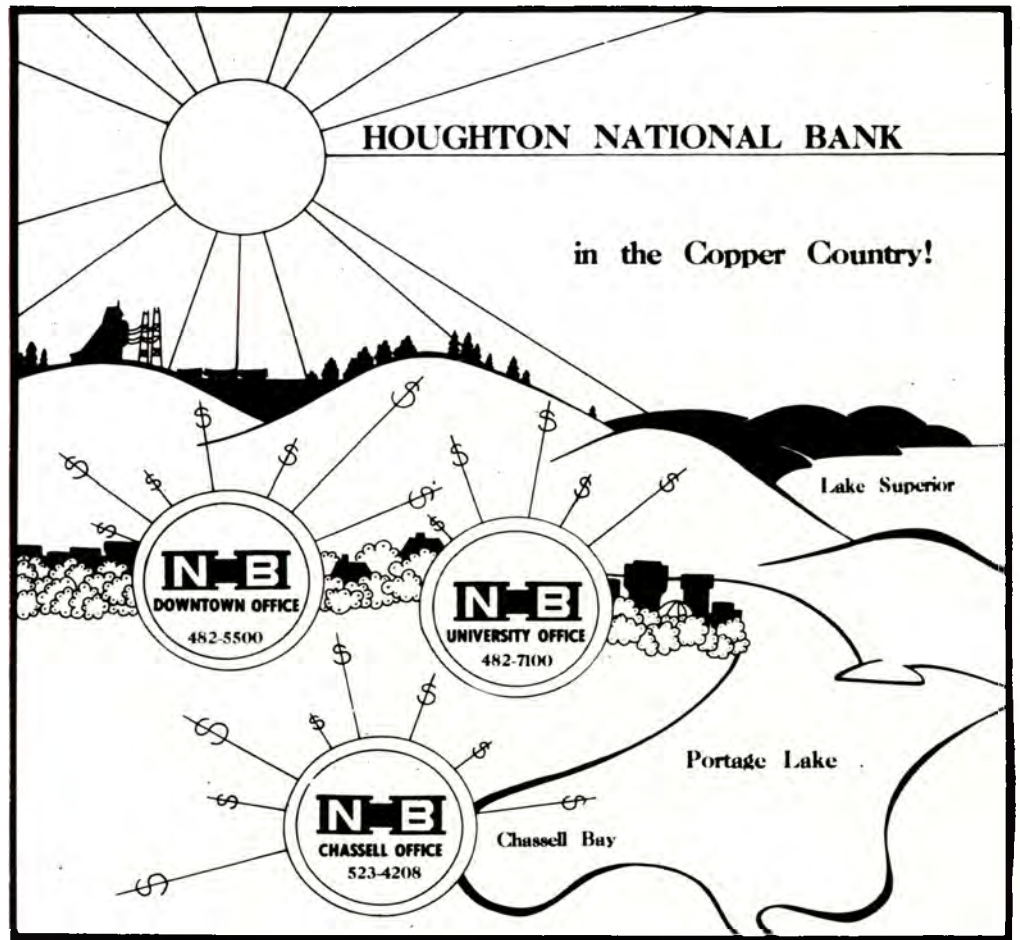 HOUGHTON NATIONAL BANK
in the Copper Country!
Lake Superior
N B
DOWNTOWN OFFICE
482-5500
N B
UNIVERSITY OFFICE
482-7100
Portage Lake
N B
CHASSELL OFFICE
523-4208
Chassell Bay